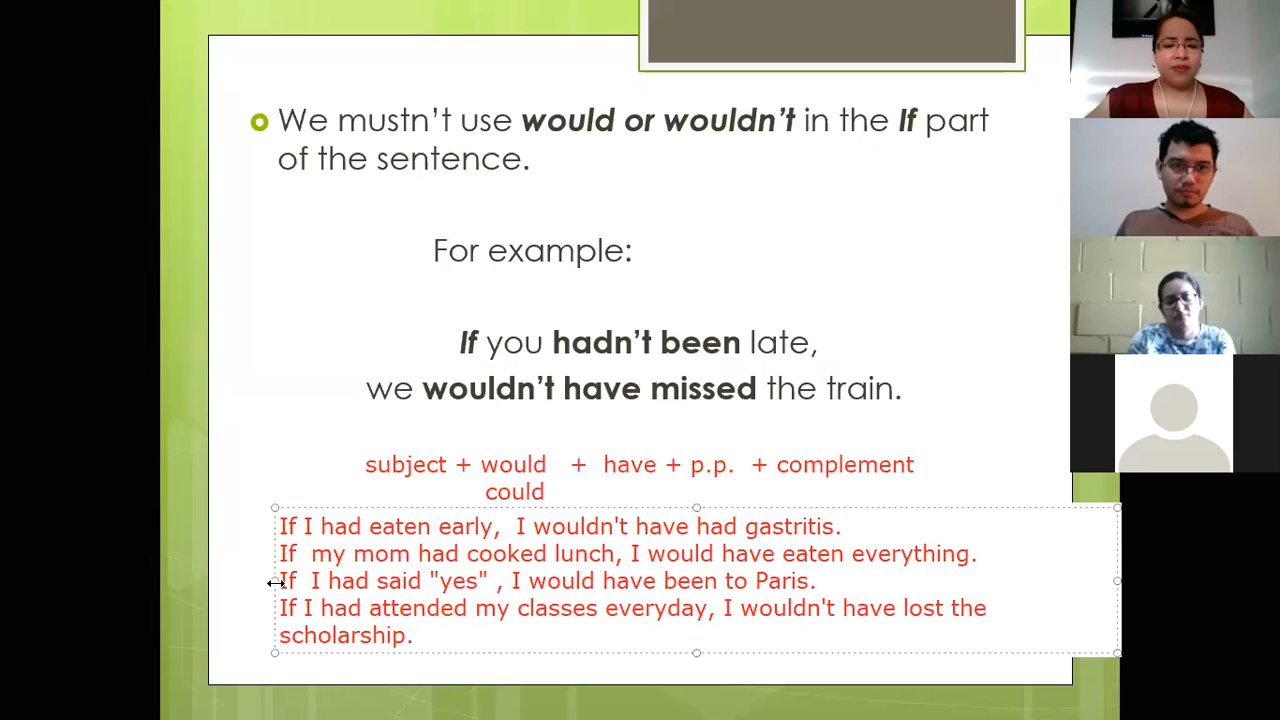 We mustn't use would or wouldn't in the If part
of the sentence.
For example:
If you hadn't been late,
we wouldn't have missed the train.
subject + would + have + p.p. + complement
could
If I had eaten early, I wouldn't have had gastritis.
If my mom had cooked lunch, I would have eaten everything.
If I had said "yes" , I would have been to Paris.
If I had attended my classes everyday, I wouldn't have lost the
scholarship.